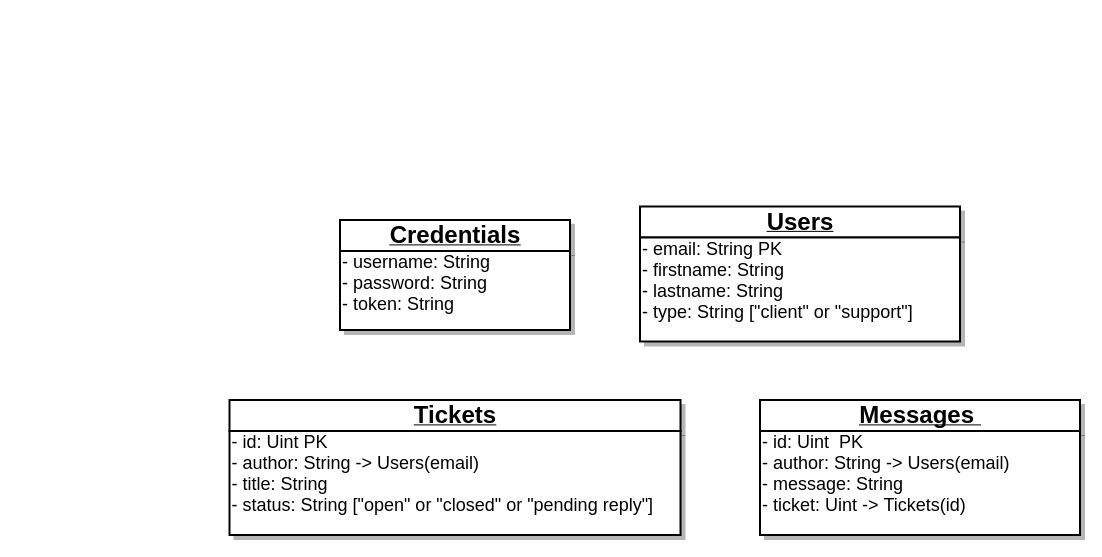 Credentials
- username: String
- password: String
- token: String
Users
- email: String PK
- firstname: String
- lastname: String
- type: String ["client" or "support"]
Tickets
- id: Uint PK
- author: String -> Users(email)
- title: String
- status: String ["open" or "closed" or "pending reply"]
Messages
- id: Uint  PK
- author: String -> Users(email)
- message: String
- ticket: Uint -> Tickets(id)